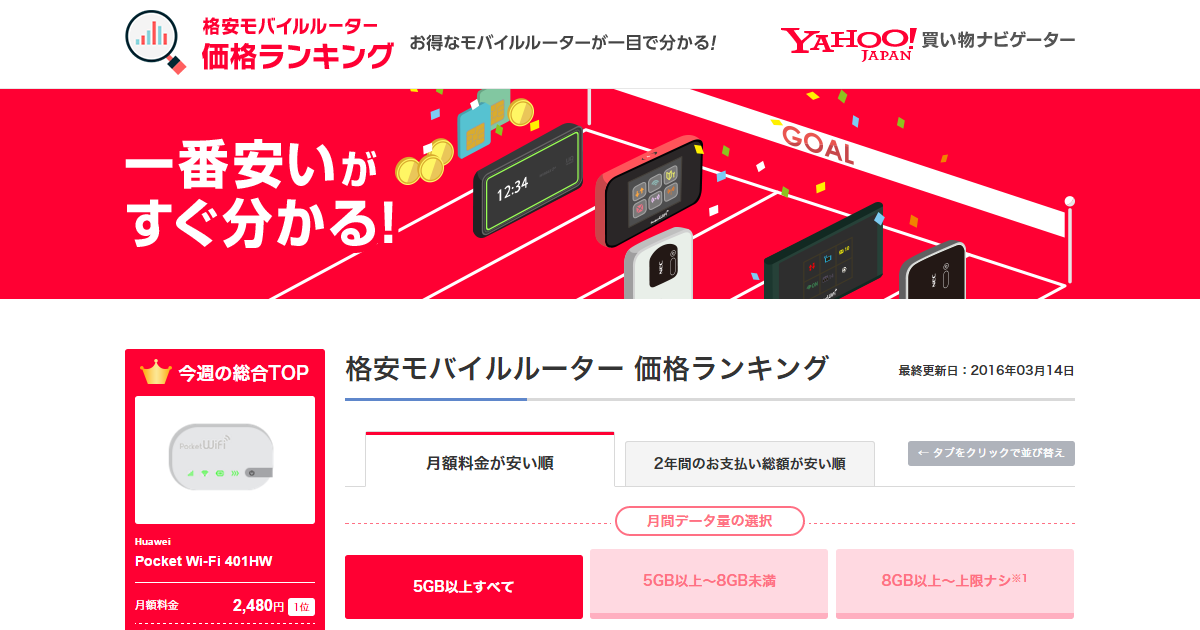 格安モバイルルーター
価格ランキング
お得なモバイルルーターが一目で分かる!
YAHOO!
JAPAN
買い物ナビゲーター
一番安いが
すぐ分かる!
12:34
GOAL
NEC
NEC
今週の総合TOP
Pocket WiFi
Huawei
Pocket Wi-Fi 401HW
月額料金 2,480円 1位
格安モバイルルーター 価格ランキング
最終更新日：2016年03月14日
月額料金が安い順
2年間のお支払い総額が安い順
← タブをクリックで並び替え
月間データ量の選択
5GB以上すべて
5GB以上～8GB未満
8GB以上～上限ナシ※1